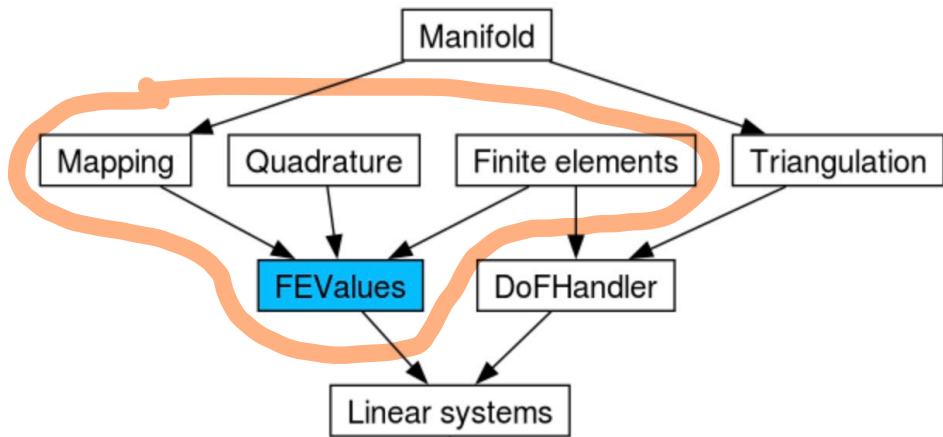 Manifold
Mapping
Quadrature
Finite elements
Triangulation
FEValues
DoFHandler
Linear systems